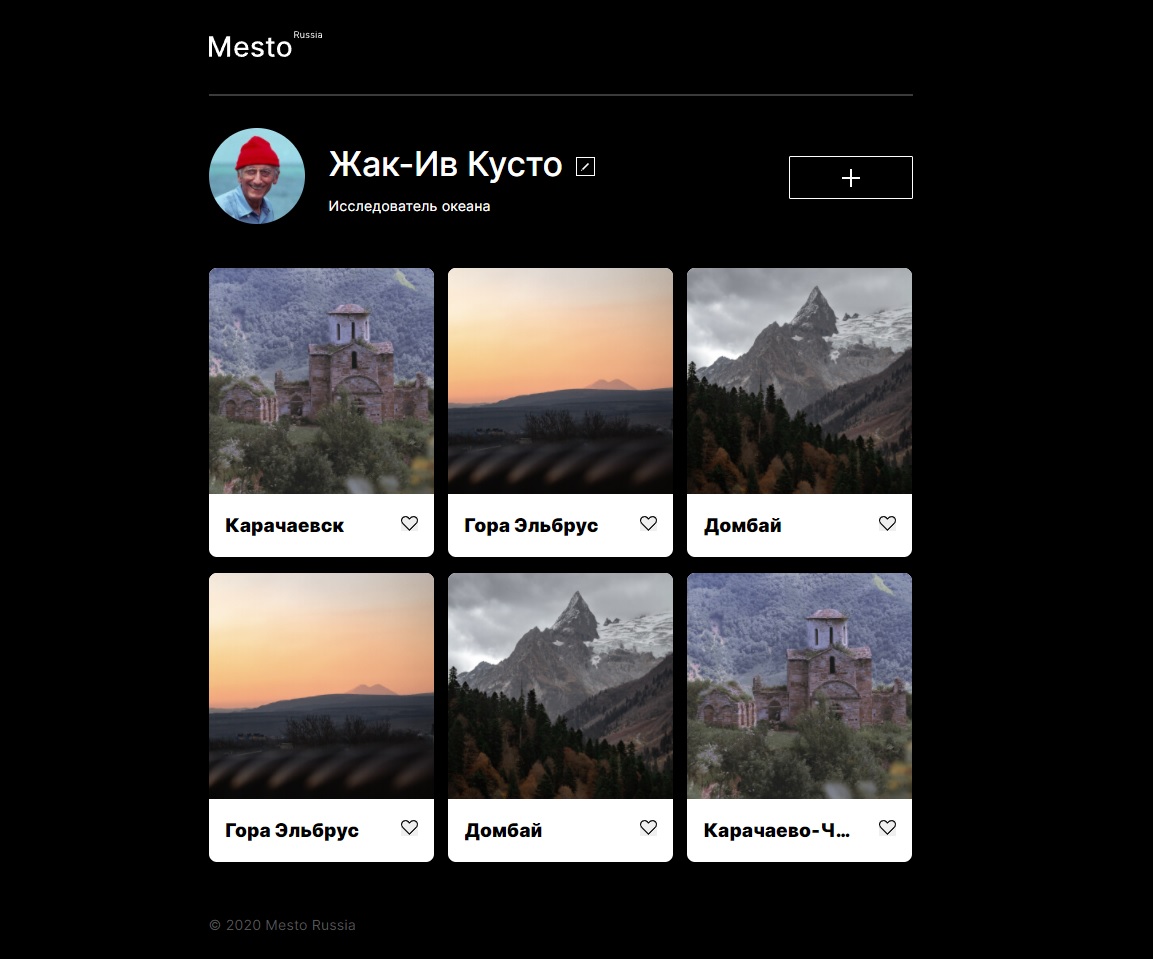 Mesto Russia
Жак-Ив Кусто
Исследователь океана
Карачаевск
Гора Эльбрус
Домбай
Гора Эльбрус
Домбай
Карачаево-Ч...
© 2020 Mesto Russia